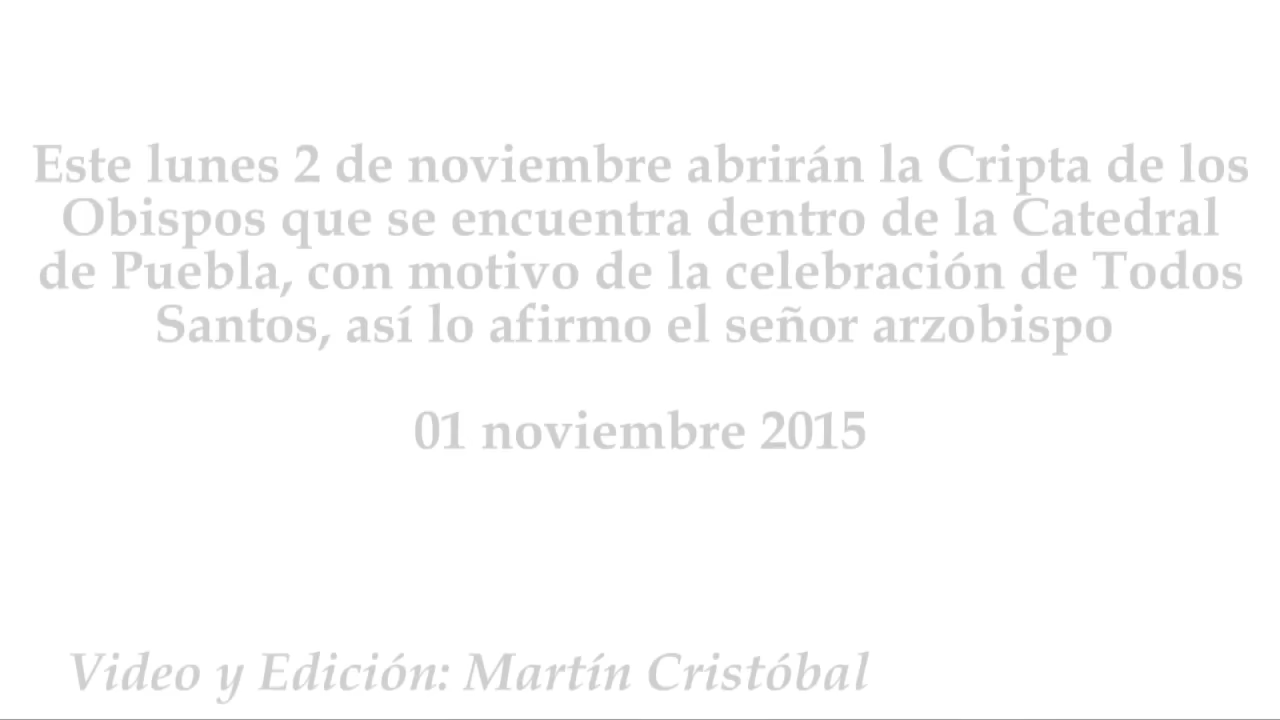 Este lunes 2 de noviembre abrirán la Cripta de los
Obispos que se encuentra dentro de la Catedral
de Puebla, con motivo de la celebración de Todos
Santos, así lo afirmo el señor arzobispo
01 noviembre 2015
Video y Edición: Martín Cristóbal